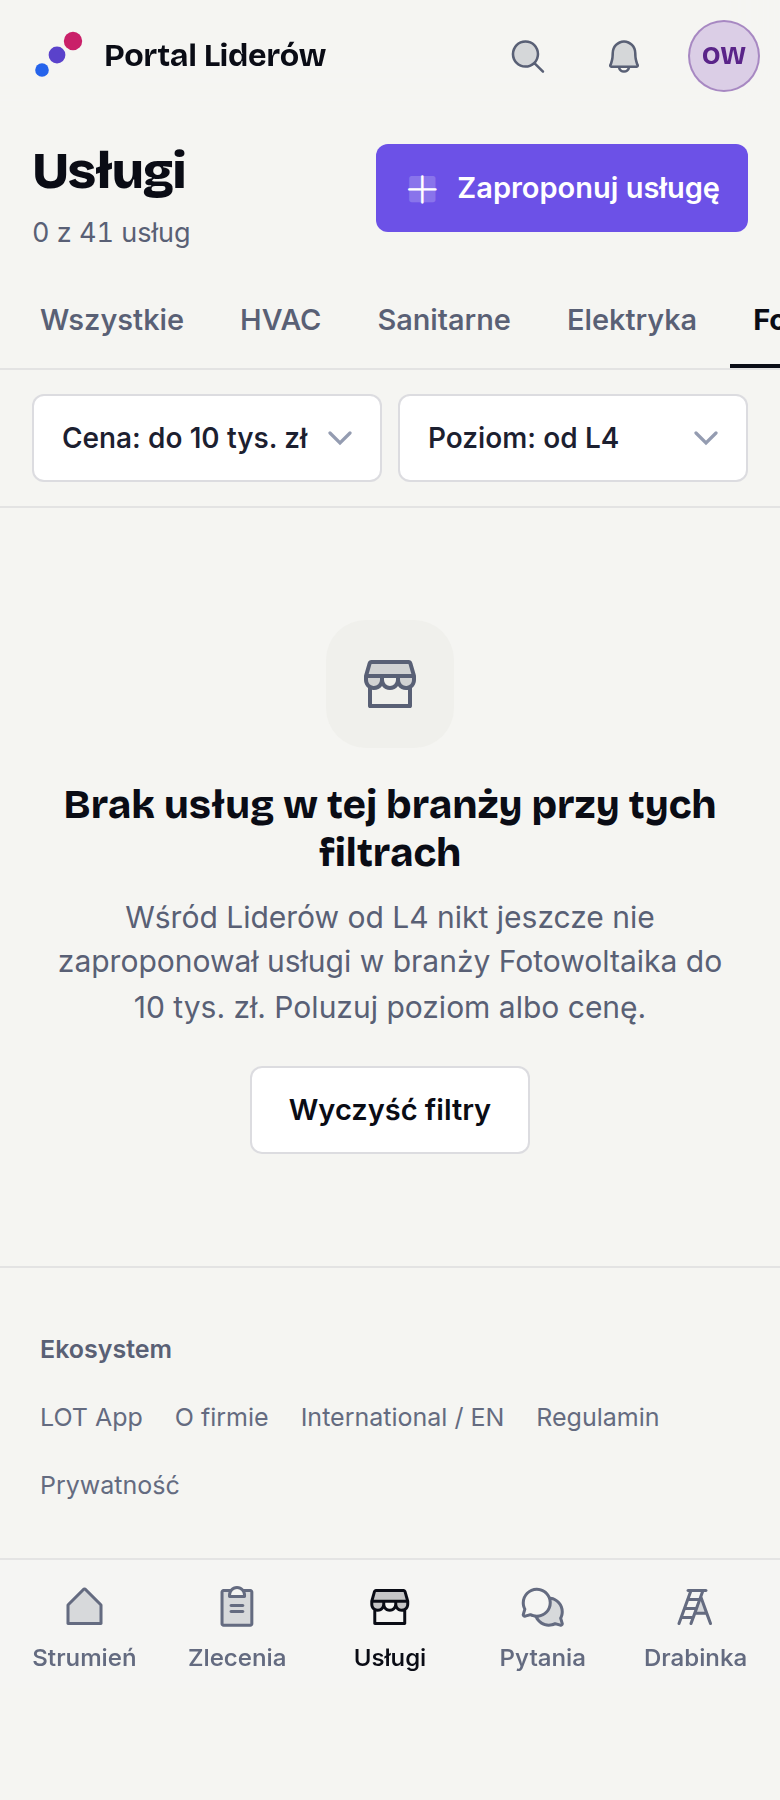 Portal Liderów
OW
Usługi
Zaproponuj usługę
0 z 41 usług
Wszystkie HVAC Sanitarne Elektryka Fo
Cena: do 10 tys. zł Poziom: od L4
Brak usług w tej branży przy tych
filtrach
Wśród Liderów od L4 nikt jeszcze nie
zaproponował usługi w branży Fotowoltaika do
10 tys. zł. Poluzuj poziom albo cenę.
Wyczyść filtry
Ekosystem
LOT App O firmie International / EN Regulamin
Prywatność
Strumień Zlecenia Usługi Pytania Drabinka